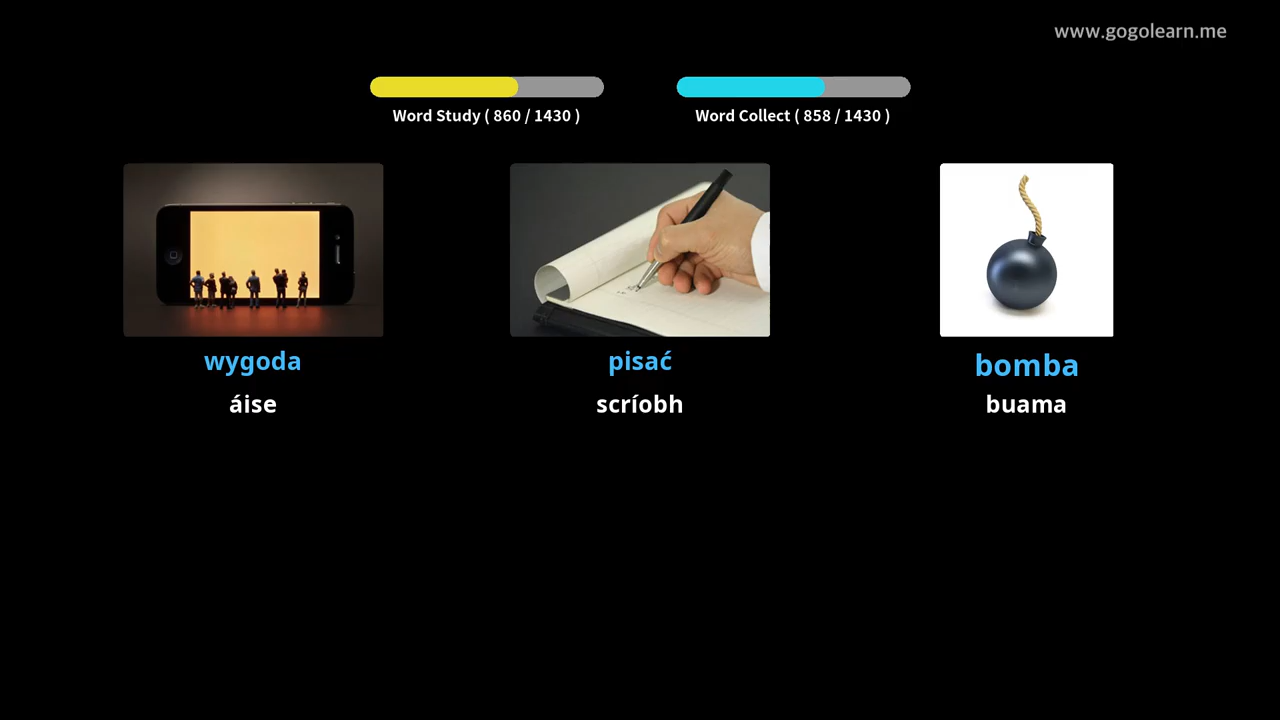 www.gogolearn.me
Word Study ( 860 / 1430 )
Word Collect ( 858 / 1430 )
wygoda
áise
pisać
scríobh
bomba
buama